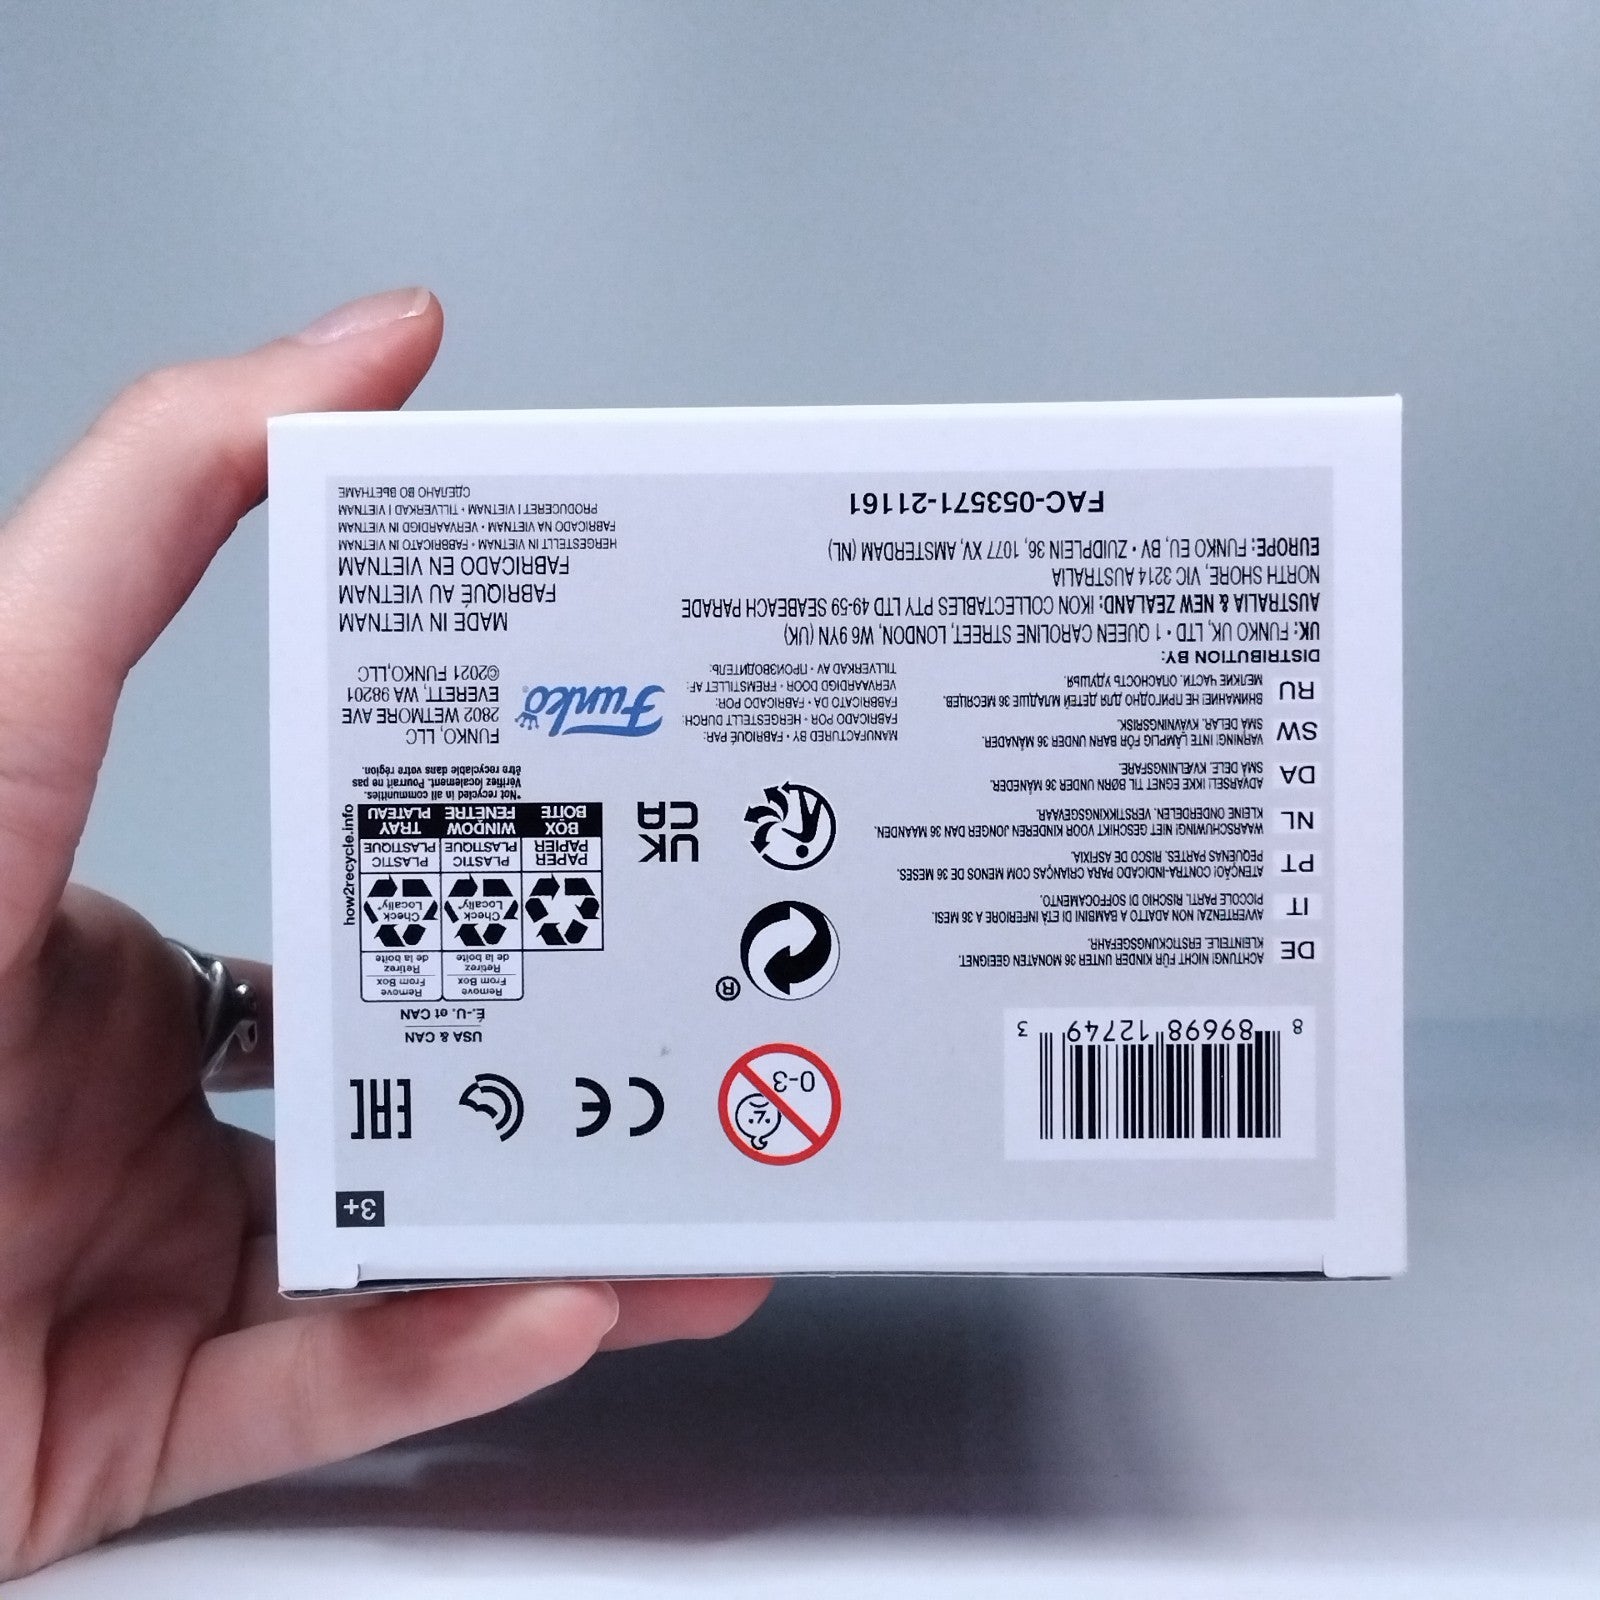 3+
8 89698 12749 3
0-3
CE
EAC
USA & CAN
É.-U. et CAN
Remove
From Box
Retirez
de la boîte
Remove
From Box
Retirez
de la boîte
Check
Locally*
Check
Locally*
PAPER
PAPIER
BOX
BOÎTE
PLASTIC
PLASTIQUE
WINDOW
FENÊTRE
PLASTIC
PLASTIQUE
TRAY
PLATEAU
how2recycle.info
*Not recycled in all communities.
Vérifiez localement. Pourrait ne pas
être recyclable dans votre région.
®
UK
CA
DE
ACHTUNG! NICHT FÜR KINDER UNTER 36 MONATEN GEEIGNET.
KLEINTEILE. ERSTICKUNGSGEFAHR.
IT
AVVERTENZA! NON ADATTO A BAMBINI DI ETÀ INFERIORE A 36 MESI.
PICCOLE PARTI. RISCHIO DI SOFFOCAMENTO.
PT
ATENÇÃO! CONTRA-INDICADO PARA CRIANÇAS COM MENOS DE 36 MESES.
PEQUENAS PARTES. RISCO DE ASFIXIA.
NL
WAARSCHUWING! NIET GESCHIKT VOOR KINDEREN JONGER DAN 36 MAANDEN.
KLEINE ONDERDELEN. VERSTIKKINGSGEVAAR.
DA
ADVARSEL! IKKE EGNET TIL BØRN UNDER 36 MÅNEDER.
SMÅ DELE. KVÆLNINGSFARE.
SW
VARNING! INTE LÄMPLIG FÖR BARN UNDER 36 MÅNADER.
SMÅ DELAR. KVÄVNINGSRISK.
RU
ВНИМАНИЕ! НЕ ПРИГОДНО ДЛЯ ДЕТЕЙ МЛАДШЕ 36 МЕСЯЦЕВ.
МЕЛКИЕ ЧАСТИ. ОПАСНОСТЬ УДУШЬЯ.
MANUFACTURED BY • FABRIQUÉ PAR:
FABRICADO POR • HERGESTELLT DURCH:
FABBRICATO DA • FABRICADO POR:
VERVAARDIGD DOOR • FREMSTILLET AF:
TILLVERKAD AV • ПРОИЗВОДИТЕЛЬ:
Funko®
FUNKO, LLC
2802 WETMORE AVE
EVERETT, WA 98201
©2021 FUNKO,LLC
DISTRIBUTION BY:
UK: FUNKO UK, LTD • 1 QUEEN CAROLINE STREET, LONDON, W6 9YN (UK)
AUSTRALIA & NEW ZEALAND: IKON COLLECTABLES PTY LTD 49-59 SEABEACH PARADE
NORTH SHORE, VIC 3214 AUSTRALIA
EUROPE: FUNKO EU, BV • ZUIDPLEIN 36, 1077 XV, AMSTERDAM (NL)
MADE IN VIETNAM
FABRIQUÉ AU VIETNAM
FABRICADO EN VIETNAM
HERGESTELLT IN VIETNAM • FABBRICATO IN VIETNAM
FABRICADO NA VIETNAM • VERVAARDIGD IN VIETNAM
PRODUCERET I VIETNAM • TILLVERKAD I VIETNAM
СДЕЛАНО ВО ВЬЕТНАМЕ
FAC-053571-21161